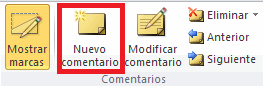 Mostrar
marcas
Nuevo
comentario
Modificar
comentario
Eliminar
Anterior
Siguiente
Comentarios